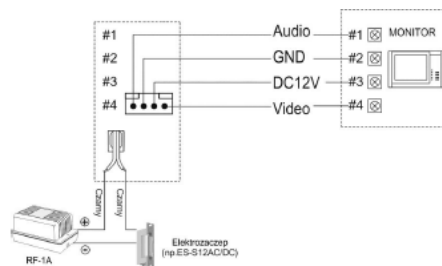 #1 Audio #1 MONITOR
#2 GND #2
#3 DC12V #3
#4 Video #4
Czarny Czarny
RF-1A
Elektrozaczep
(np.ES-S12AC/DC)